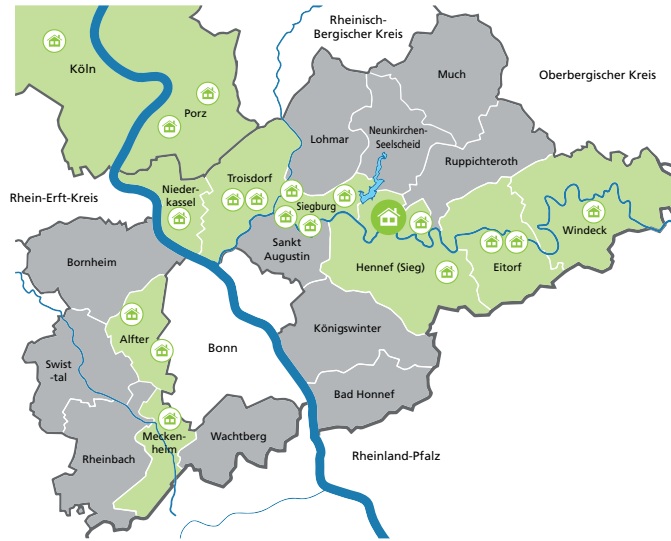 Rheinisch-
Bergischer Kreis
Köln
Much
Oberbergischer Kreis
Porz
Lohmar
Neunkirchen-
Seelscheid
Ruppichteroth
Troisdorf
Nieder-
kassel
Rhein-Erft-Kreis
Siegburg
Windeck
Sankt
Augustin
Bornheim
Hennef (Sieg)
Eitorf
Königswinter
Alfter
Bonn
Swist
-tal
Bad Honnef
Mecken-
heim
Wachtberg
Rheinbach
Rheinland-Pfalz